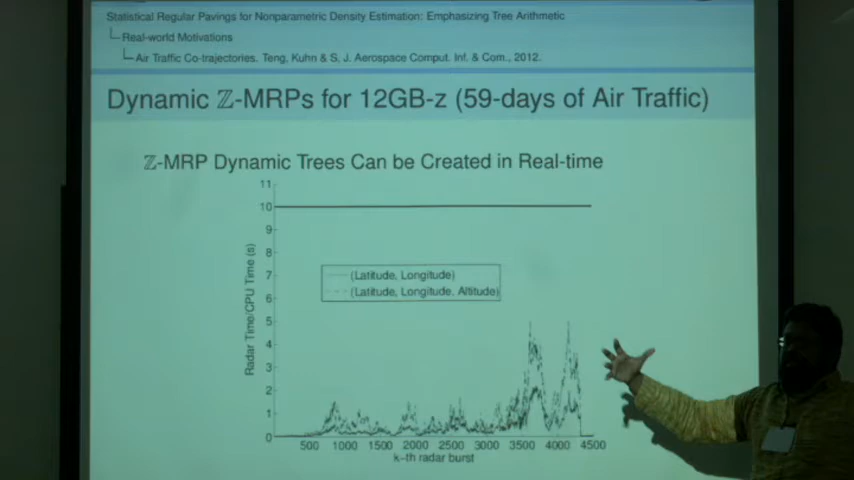 Statistical Regular Pavings for Nonparametric Density Estimation: Emphasizing Tree Arithmetic
Real-world Motivations
Air Traffic Co-trajectories. Teng, Kuhn & S, J. Aerospace Comput. Inf. & Com., 2012.
Dynamic ℤ-MRPs for 12GB-z (59-days of Air Traffic)
ℤ-MRP Dynamic Trees Can be Created in Real-time
11
10
9
8
7
6
5
4
3
2
1
0
Radar Time/CPU Time (s)
(Latitude, Longitude)
(Latitude, Longitude, Altitude)
500 1000 1500 2000 2500 3000 3500 4000 4500
k-th radar burst